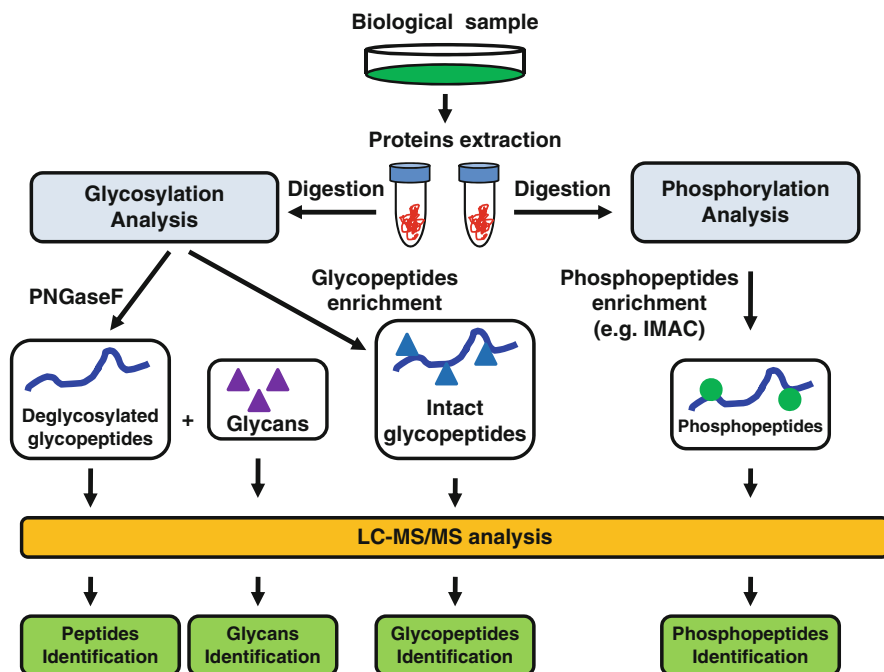 Biological sample
Proteins extraction
Glycosylation
Analysis
Digestion
Digestion
Phosphorylation
Analysis
PNGaseF
Glycopeptides
enrichment
Phosphopeptides
enrichment
(e.g. IMAC)
Deglycosylated
glycopeptides
+
Glycans
Intact
glycopeptides
Phosphopeptides
LC-MS/MS analysis
Peptides
Identification
Glycans
Identification
Glycopeptides
Identification
Phosphopeptides
Identification